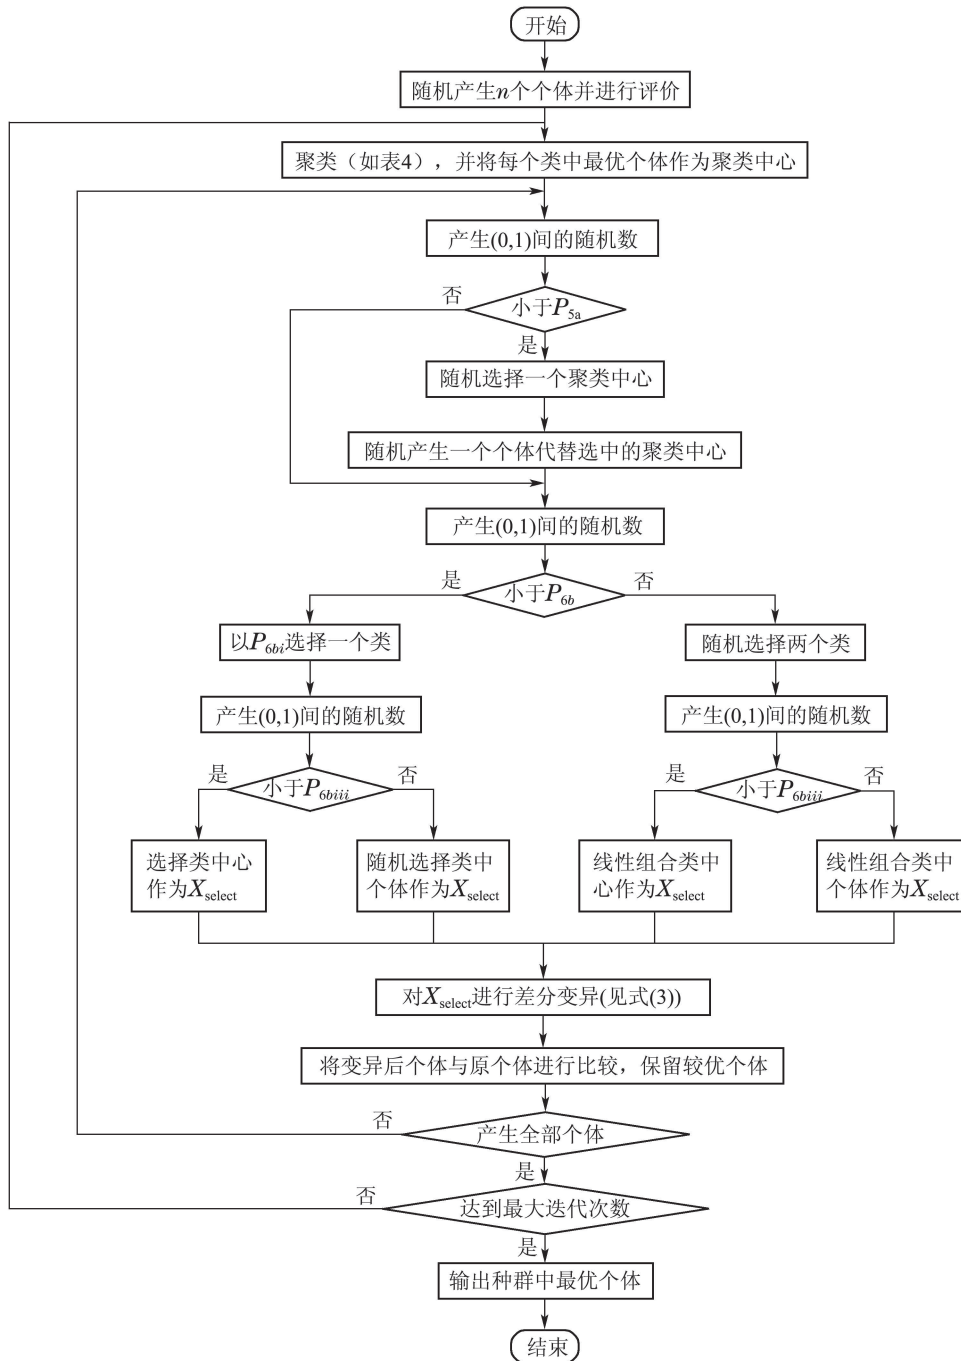 开始
随机产生n个个体并进行评价
聚类（如表4），并将每个类中最优个体作为聚类中心
产生(0,1)间的随机数
否
小于P5a
是
随机选择一个聚类中心
随机产生一个个体代替选中的聚类中心
产生(0,1)间的随机数
是
小于P6b
否
以P6bi选择一个类
随机选择两个类
产生(0,1)间的随机数
产生(0,1)间的随机数
是
小于P6biii
否
是
小于P6biii
否
选择类中心
作为Xselect
随机选择类中
个体作为Xselect
线性组合类中
心作为Xselect
线性组合类中
个体作为Xselect
对Xselect进行差分变异(见式(3))
将变异后个体与原个体进行比较，保留较优个体
否
产生全部个体
是
否
达到最大迭代次数
是
输出种群中最优个体
结束